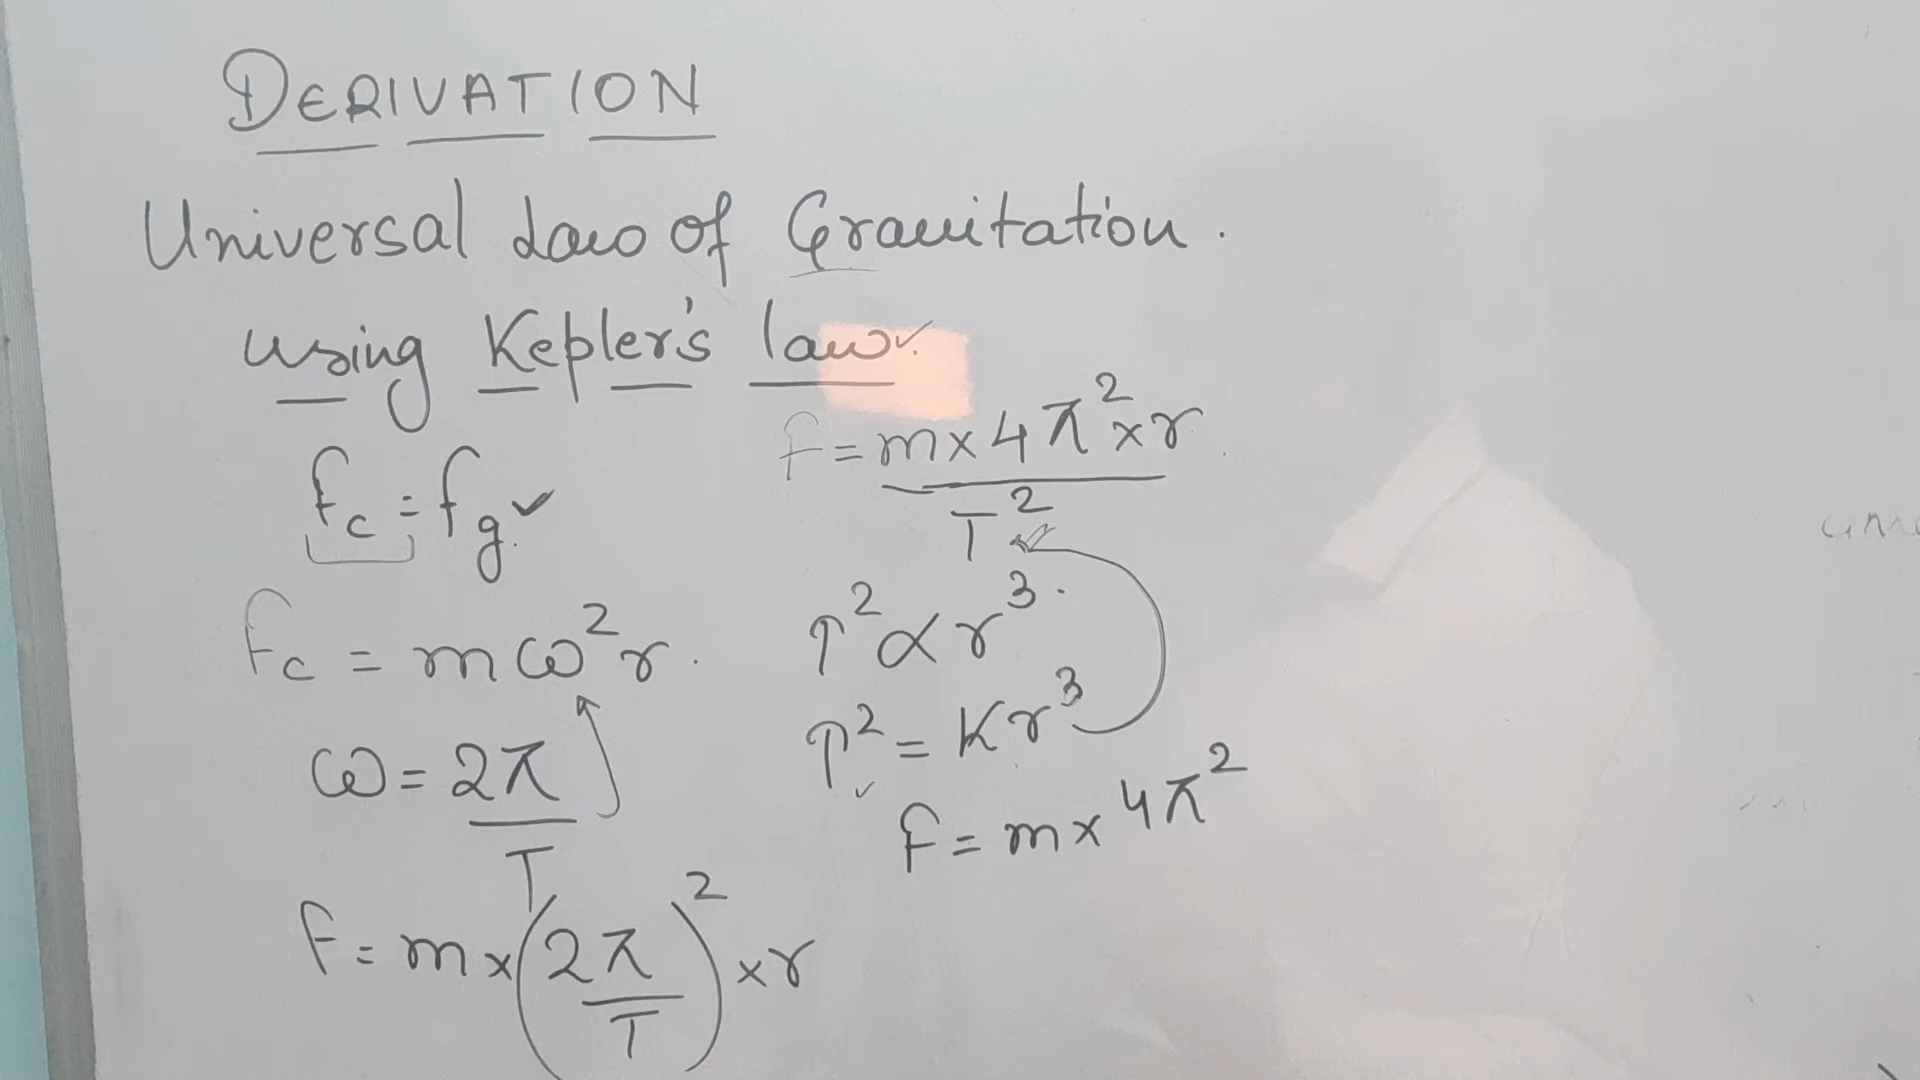 DERIVATION
Universal Law of Gravitation.
using Kepler's law.
Fc = Fg.
Fc = mω²r.
ω = 2π/T
F = m×(2π/T)²×r
F = m×4π²×r/T²
T²∝r³.
T² = Kr³
F = m×4π²